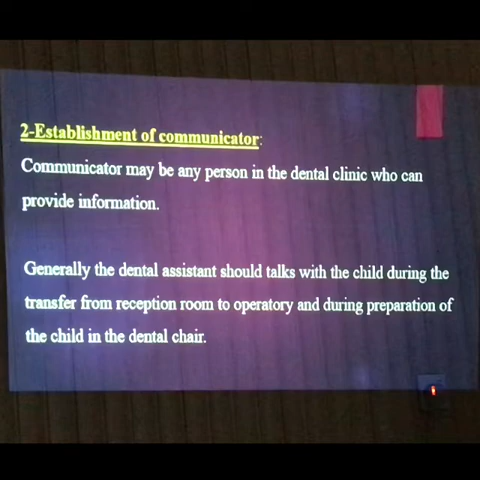 2-Establishment of communicator:
Communicator may be any person in the dental clinic who can
provide information.
Generally the dental assistant should talks with the child during the
transfer from reception room to operatory and during preparation of
the child in the dental chair.